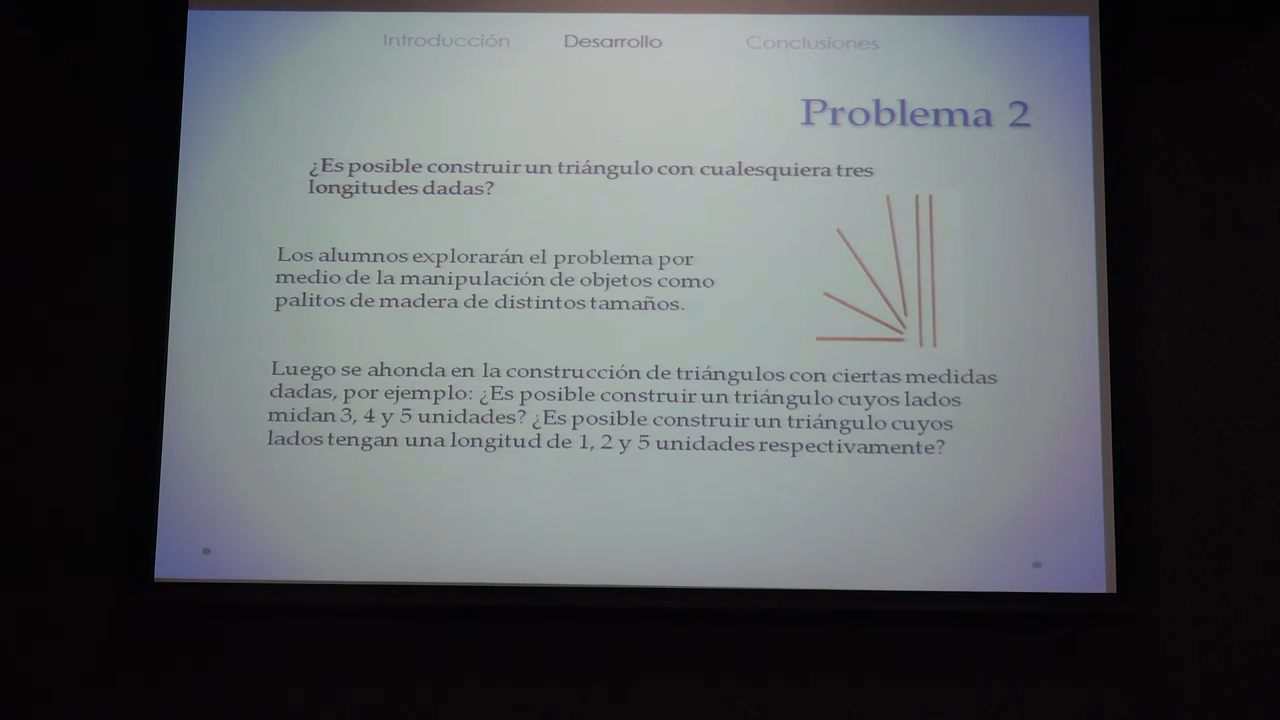 Introducción Desarrollo Conclusiones
Problema 2
¿Es posible construir un triángulo con cualesquiera tres
longitudes dadas?
Los alumnos explorarán el problema por
medio de la manipulación de objetos como
palitos de madera de distintos tamaños.
Luego se ahonda en la construcción de triángulos con ciertas medidas
dadas, por ejemplo: ¿Es posible construir un triángulo cuyos lados
midan 3, 4 y 5 unidades? ¿Es posible construir un triángulo cuyos
lados tengan una longitud de 1, 2 y 5 unidades respectivamente?